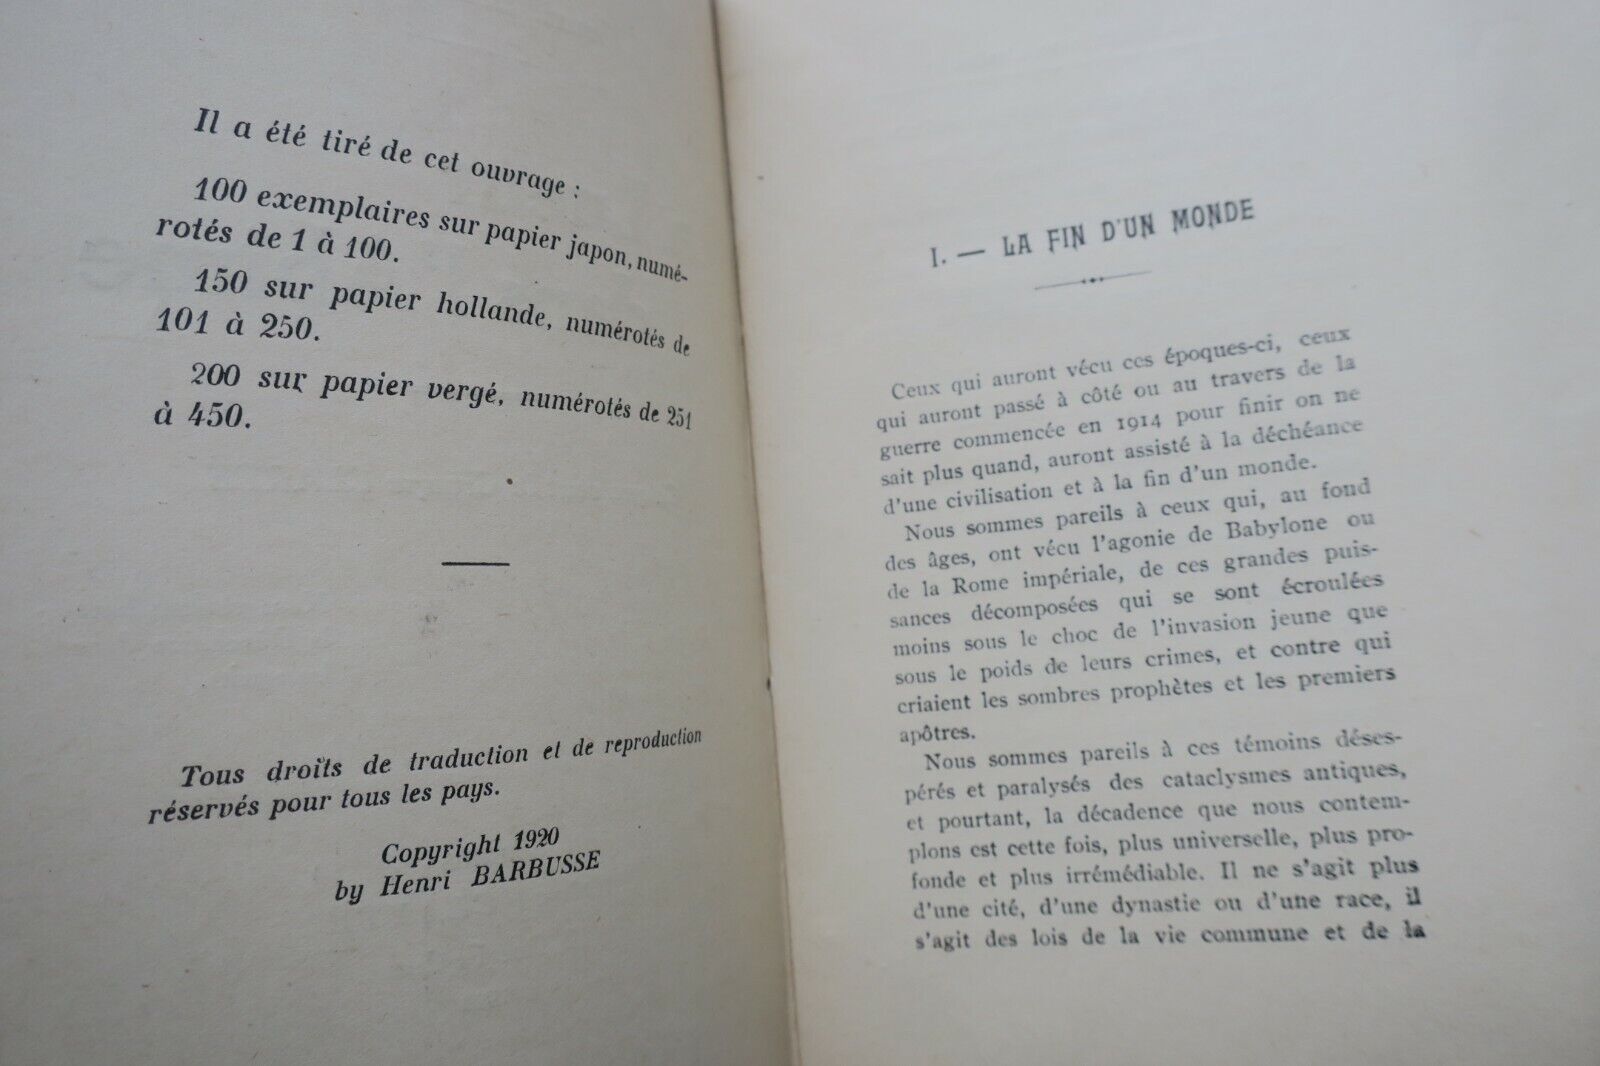 Il a été tiré de cet ouvrage :
100 exemplaires sur papier japon, numé-
rotés de 1 à 100.
150 sur papier hollande, numérotés de
101 à 250.
200 sur papier vergé, numérotés de 251
à 450.
Tous droits de traduction et de reproduction
réservés pour tous les pays.
Copyright 1920
by Henri BARBUSSE
I. — LA FIN D'UN MONDE
Ceux qui auront vécu ces époques-ci, ceux
qui auront passé à côté ou au travers de la
guerre commencée en 1914 pour finir on ne
sait plus quand, auront assisté à la déchéance
d'une civilisation et à la fin d'un monde.
Nous sommes pareils à ceux qui, au fond
des âges, ont vécu l'agonie de Babylone ou
de la Rome impériale, de ces grandes puis-
sances décomposées qui se sont écroulées
moins sous le choc de l'invasion jeune que
sous le poids de leurs crimes, et contre qui
criaient les sombres prophètes et les premiers
apôtres.
Nous sommes pareils à ces témoins déses-
pérés et paralysés des cataclysmes antiques,
et pourtant, la décadence que nous contem-
plons est cette fois, plus universelle, plus pro-
fonde et plus irrémédiable. Il ne s'agit plus
d'une cité, d'une dynastie ou d'une race, il
s'agit des lois de la vie commune et de la